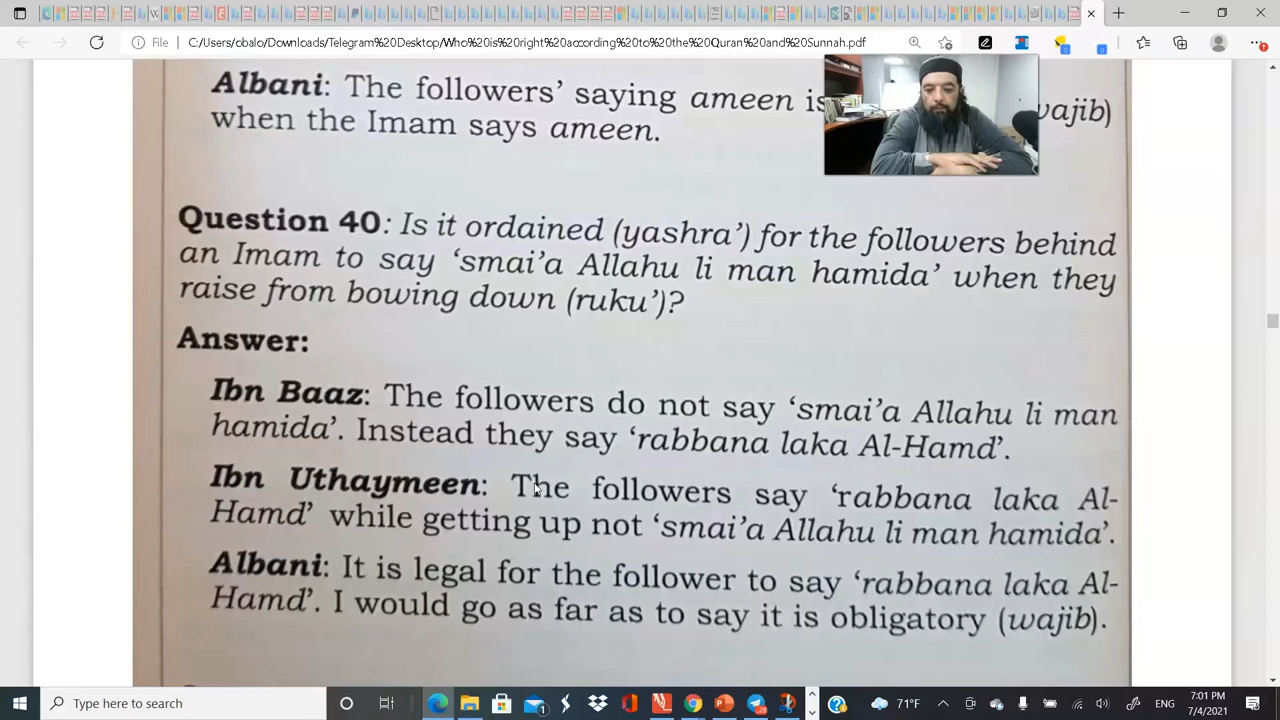 File C:/Users/obalo/Downloads/Telegram%20Desktop/Who%20is%20right%20according%20to%20the%20Quran%20and%20Sunnah.pdf
Albani: The followers' saying ameen is
when the Imam says ameen.
Question 40: Is it ordained (yashra') for the followers behind
an Imam to say 'smai'a Allahu li man hamida' when they
raise from bowing down (ruku')?
Answer:
Ibn Baaz: The followers do not say 'smai'a Allahu li man
hamida'. Instead they say 'rabbana laka Al-Hamd'.
Ibn Uthaymeen: The followers say 'rabbana laka Al-
Hamd' while getting up not 'smai'a Allahu li man hamida'.
Albani: It is legal for the follower to say 'rabbana laka Al-
Hamd'. I would go as far as to say it is obligatory (wajib).
Type here to search
71°F
ENG
7:01 PM
7/4/2021